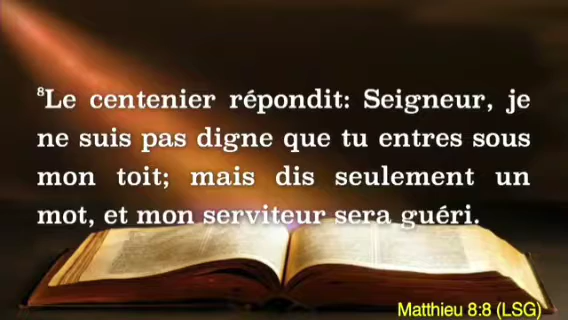 ⁸Le centenier répondit: Seigneur, je
ne suis pas digne que tu entres sous
mon toit; mais dis seulement un
mot, et mon serviteur sera guéri.
Matthieu 8:8 (LSG)